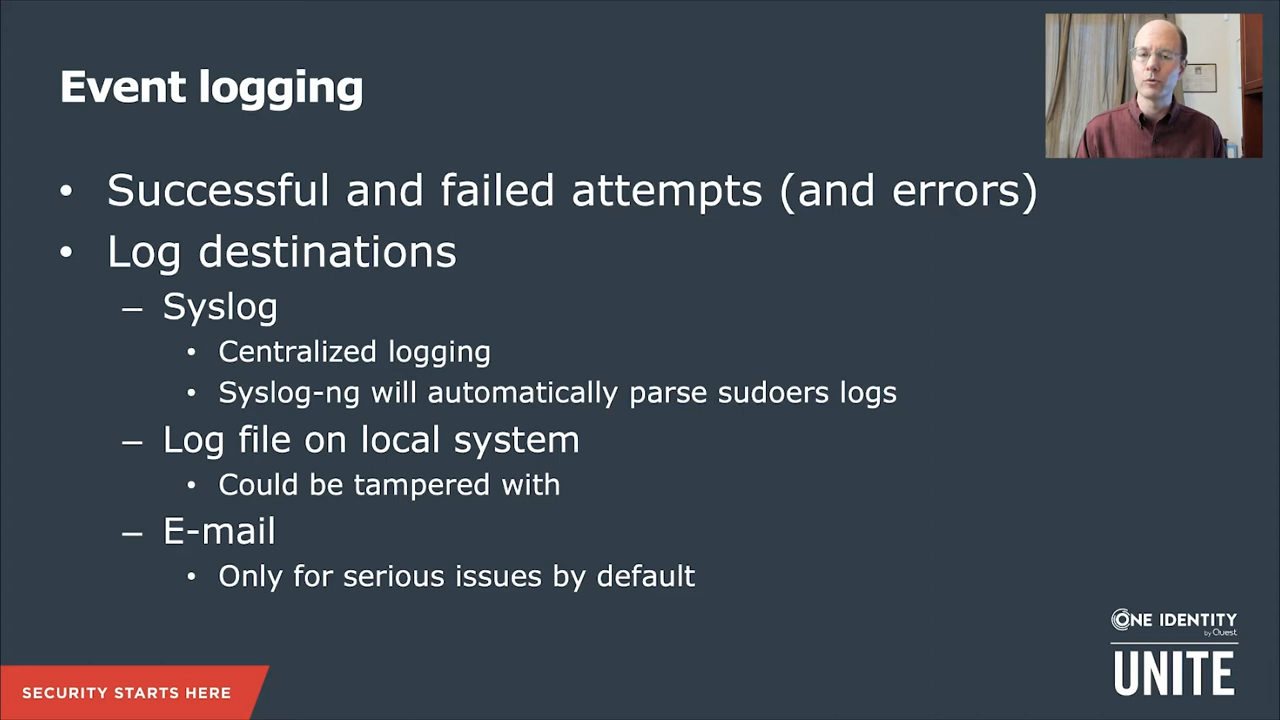 Event logging
• Successful and failed attempts (and errors)
• Log destinations
– Syslog
• Centralized logging
• Syslog-ng will automatically parse sudoers logs
– Log file on local system
• Could be tampered with
– E-mail
• Only for serious issues by default
ONE IDENTITY
by Quest
UNITE
SECURITY STARTS HERE